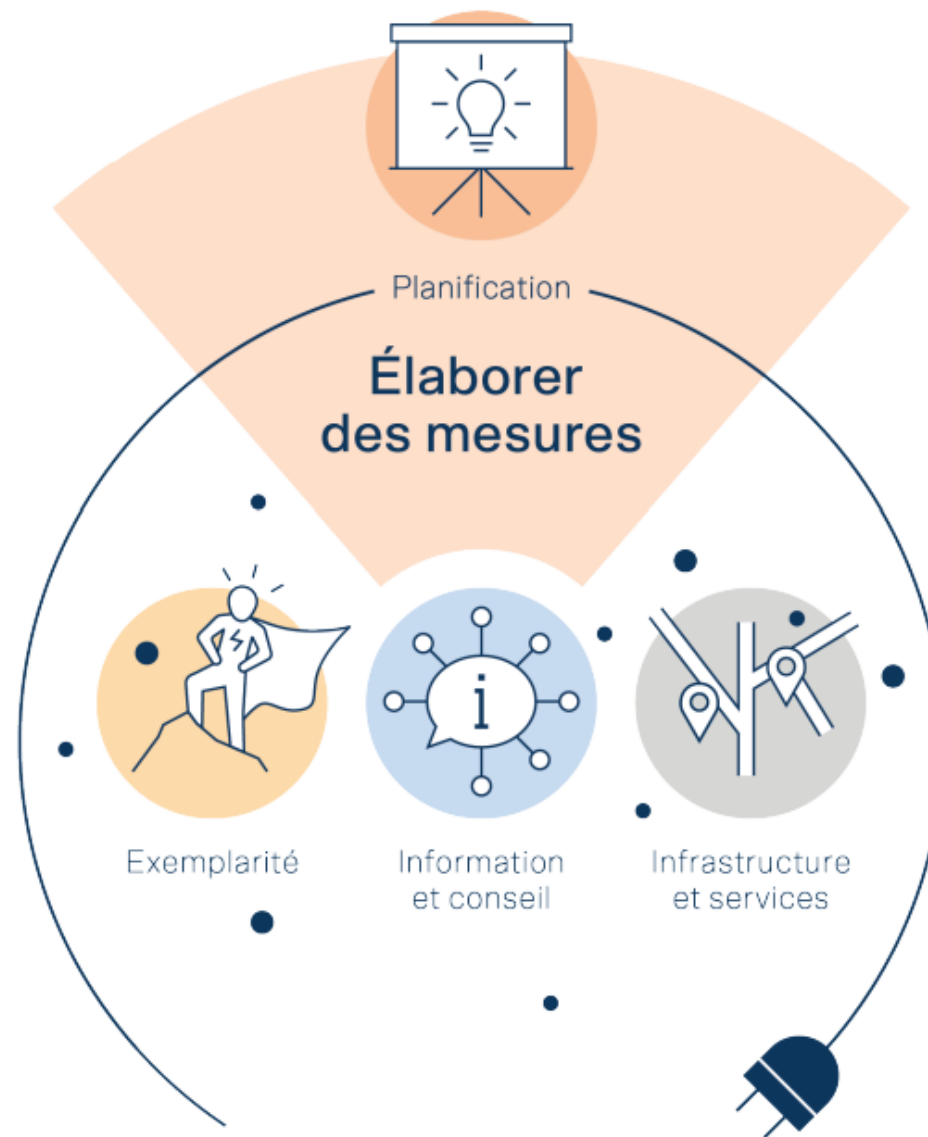 Planification
Élaborer
des mesures
i
Exemplarité
Information
et conseil
Infrastructure
et services